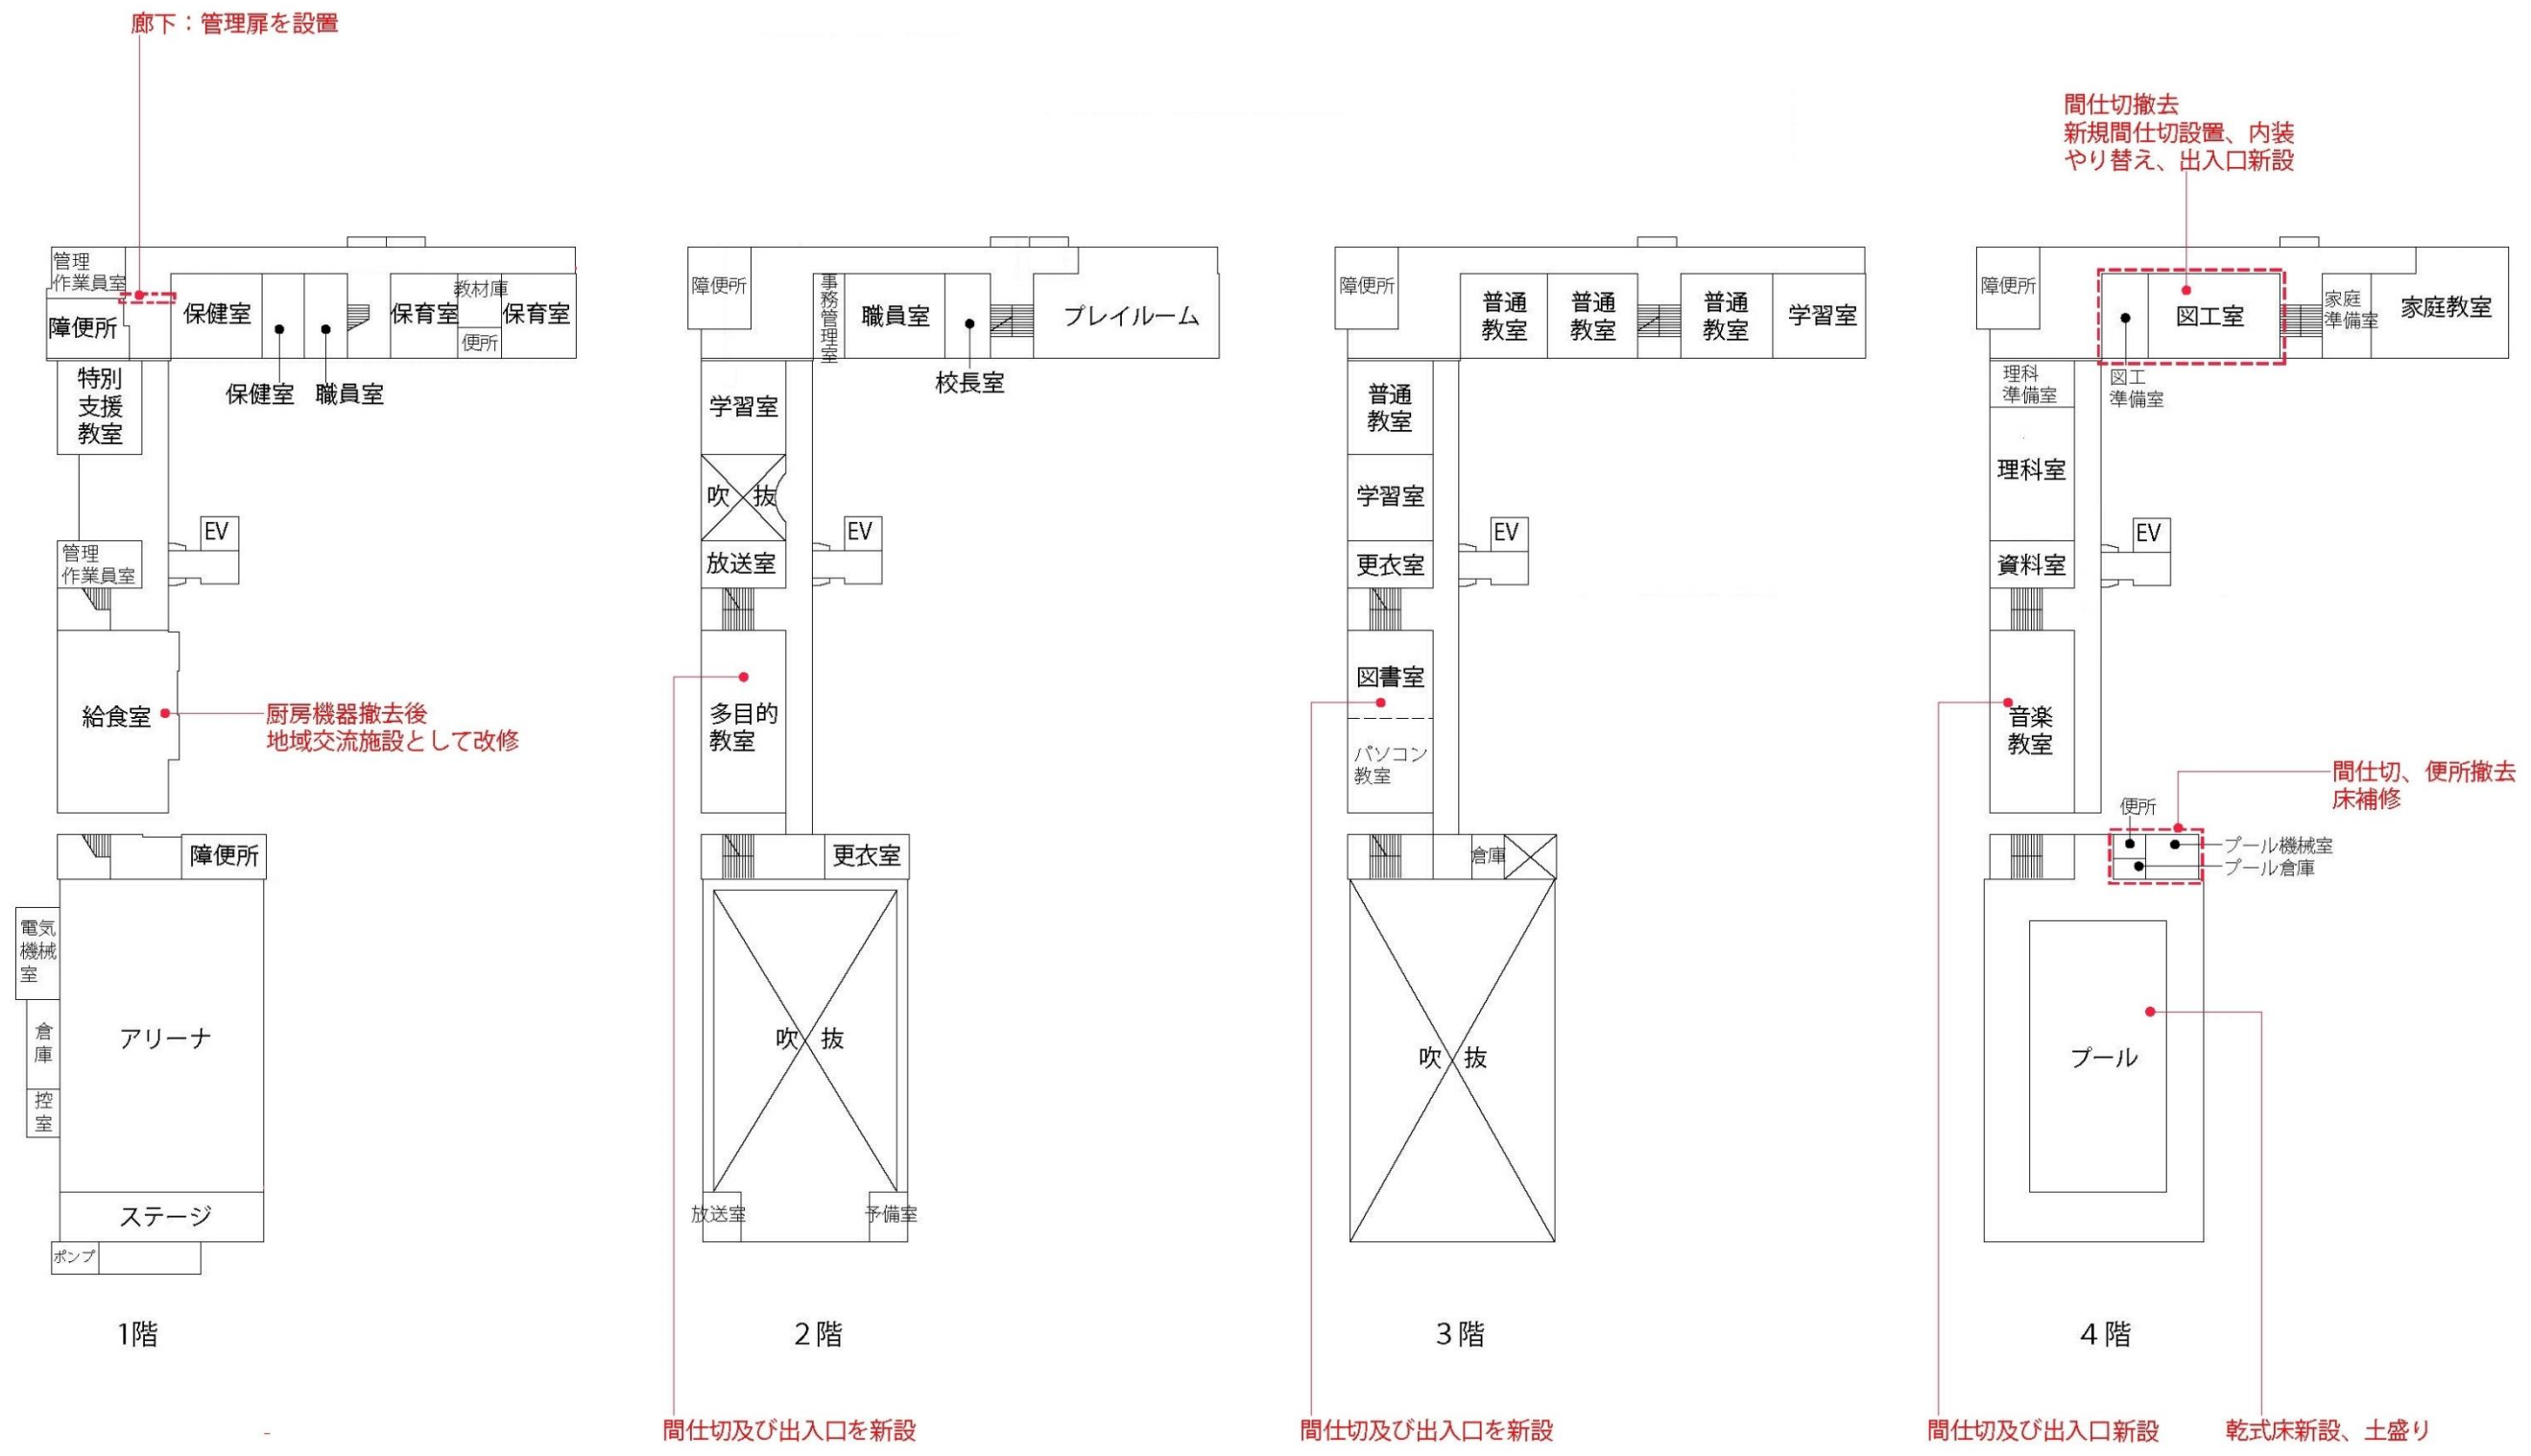 廊下：管理扉を設置
管理
作業員室
障便所
保健室
保育室
教材庫
便所
保育室
保健室
職員室
特別
支援
教室
EV
管理
作業員室
給食室
厨房機器撤去後
地域交流施設として改修
障便所
電気
機械
室
倉
庫
控
室
アリーナ
ステージ
ポンプ
1階
障便所
事
務
管
理
室
職員室
校長室
プレイルーム
学習室
吹 抜
放送室
EV
多目的
教室
更衣室
吹 抜
放送室
予備室
2階
間仕切及び出入口を新設
障便所
普通
教室
普通
教室
普通
教室
学習室
普通
教室
学習室
更衣室
EV
図書室
パソコン
教室
倉庫
吹 抜
3階
間仕切及び出入口を新設
間仕切撤去
新規間仕切設置、内装
やり替え、出入口新設
障便所
図工室
図工
準備室
家庭
準備室
家庭教室
理科
準備室
理科室
資料室
EV
音楽
教室
間仕切、便所撤去
床補修
便所
プール機械室
プール倉庫
プール
4階
間仕切及び出入口新設
乾式床新設、土盛り